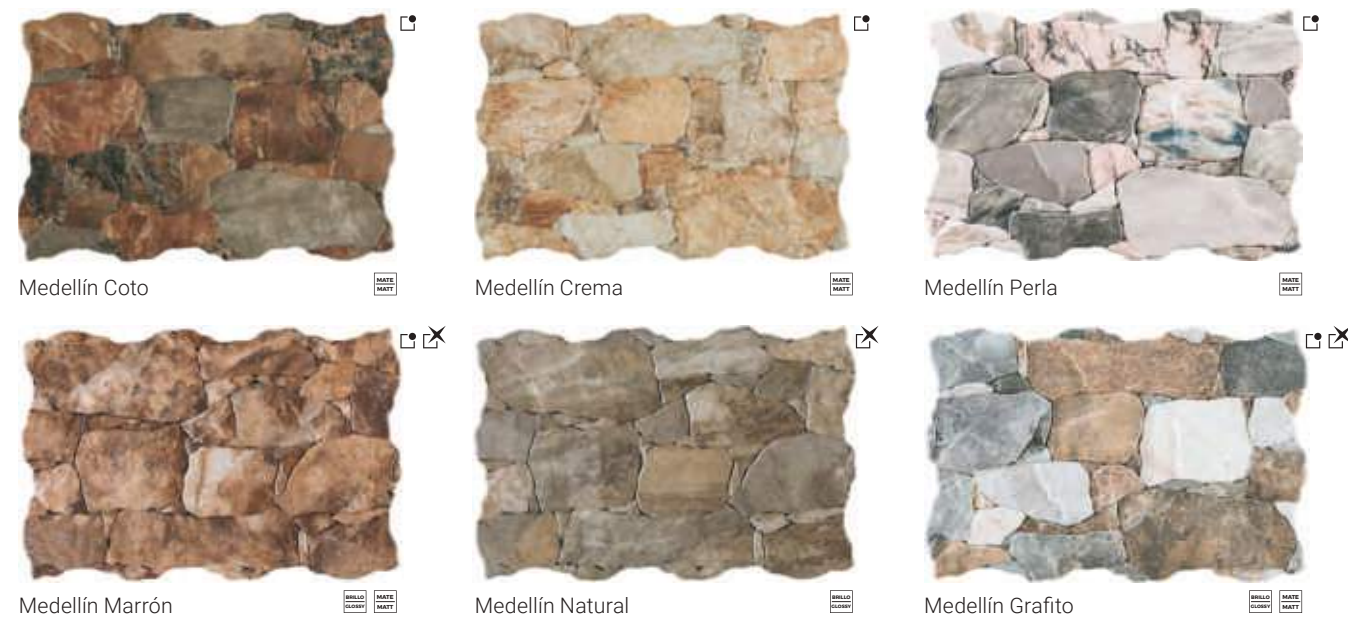 Medellín Coto
MATE
MATT
Medellín Crema
MATE
MATT
Medellín Perla
MATE
MATT
Medellín Marrón
BRILLO
GLOSSY
MATE
MATT
Medellín Natural
BRILLO
GLOSSY
Medellín Grafito
BRILLO
GLOSSY
MATE
MATT